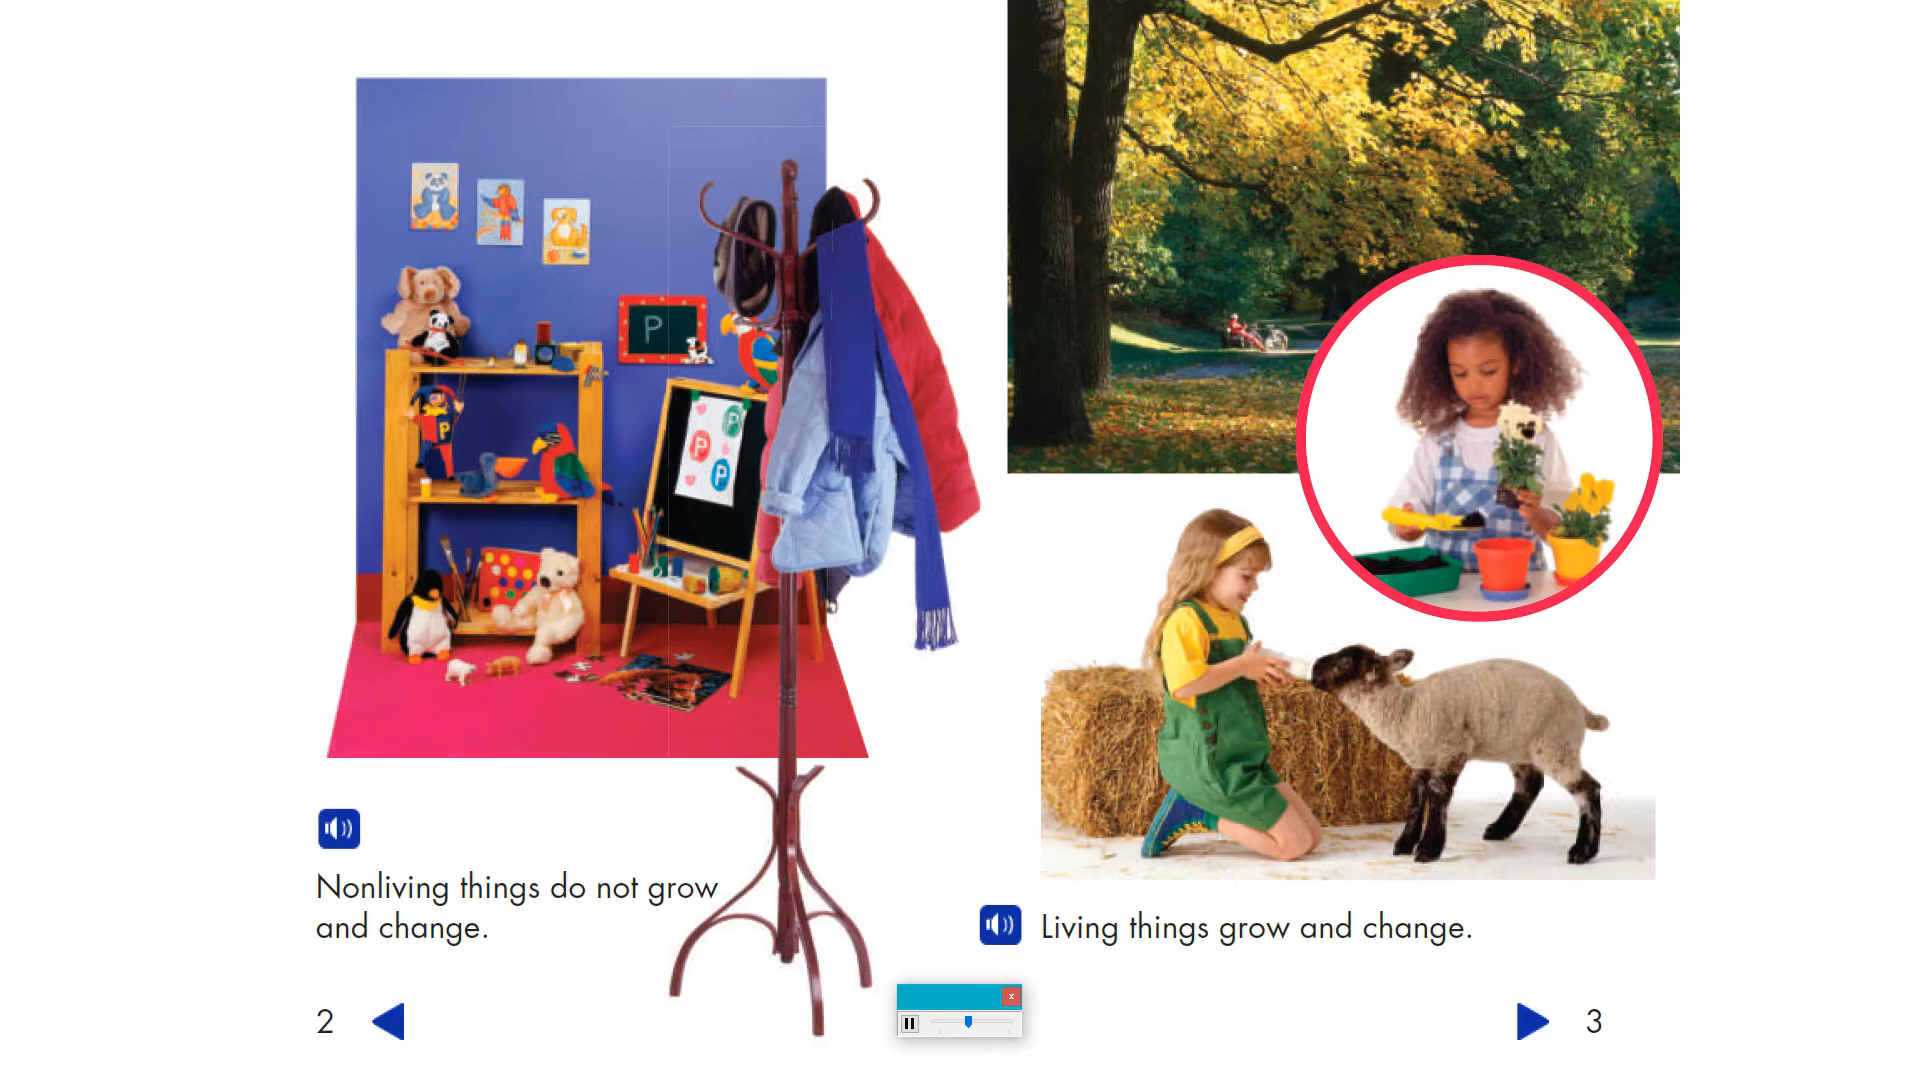 P
P
P
P
P
Nonliving things do not grow
and change.
2
Living things grow and change.
3
x